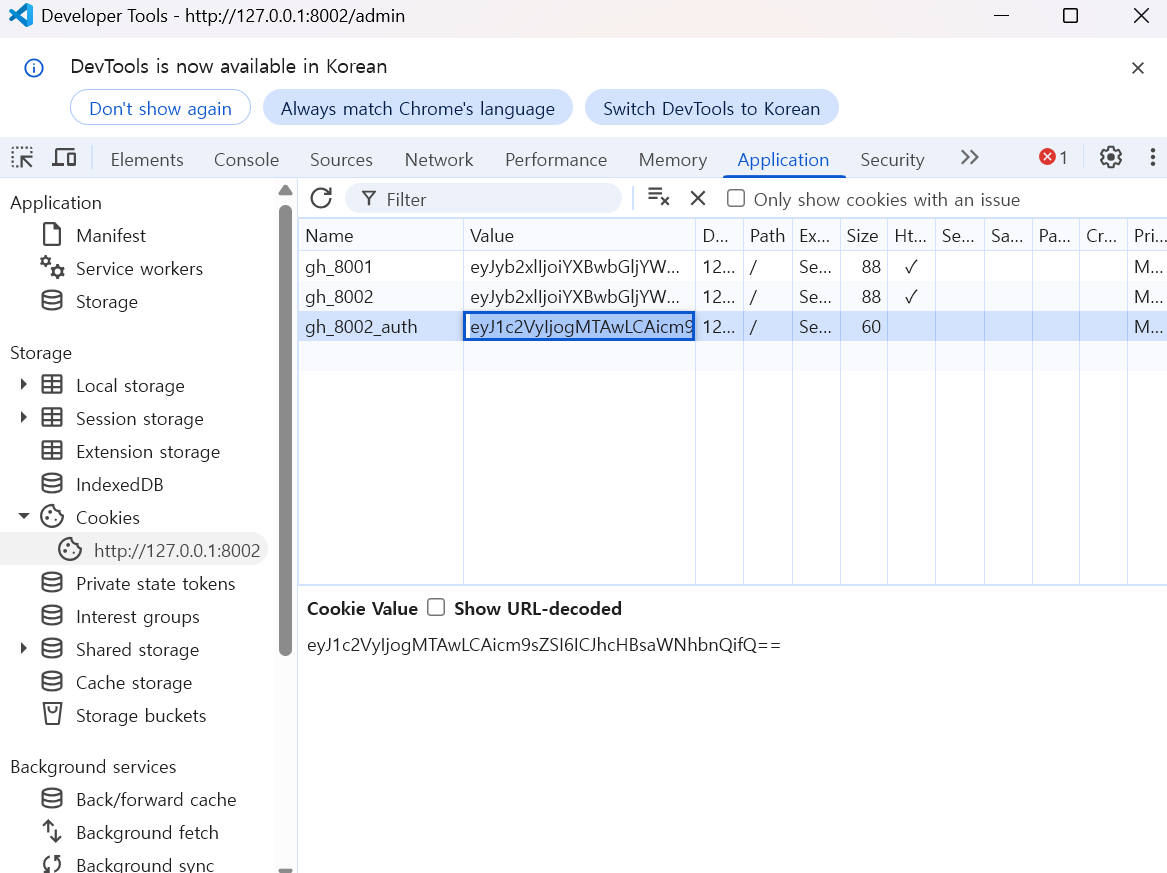 Developer Tools - http://127.0.0.1:8002/admin
DevTools is now available in Korean
Don't show again Always match Chrome's language Switch DevTools to Korean
Elements Console Sources Network Performance Memory Application Security 1
Application
Manifest
Service workers
Storage
Storage
Local storage
Session storage
Extension storage
IndexedDB
Cookies
http://127.0.0.1:8002
Private state tokens
Interest groups
Shared storage
Cache storage
Storage buckets
Background services
Back/forward cache
Background fetch
Background sync
Filter Only show cookies with an issue
Name Value D... Path Ex... Size Ht... Se... Sa... Pa... Cr... Pri...
gh_8001 eyJyb2xlIjoiYXBwbGljYW... 12... / Se... 88 ✓ M...
gh_8002 eyJyb2xlIjoiYXBwbGljYW... 12... / Se... 88 ✓ M...
gh_8002_auth eyJ1c2VyIjogMTAwLCAicm9 12... / Se... 60 M...
Cookie Value Show URL-decoded
eyJ1c2VyIjogMTAwLCAicm9sZSI6ICJhcHBsaWNhbnQifQ==